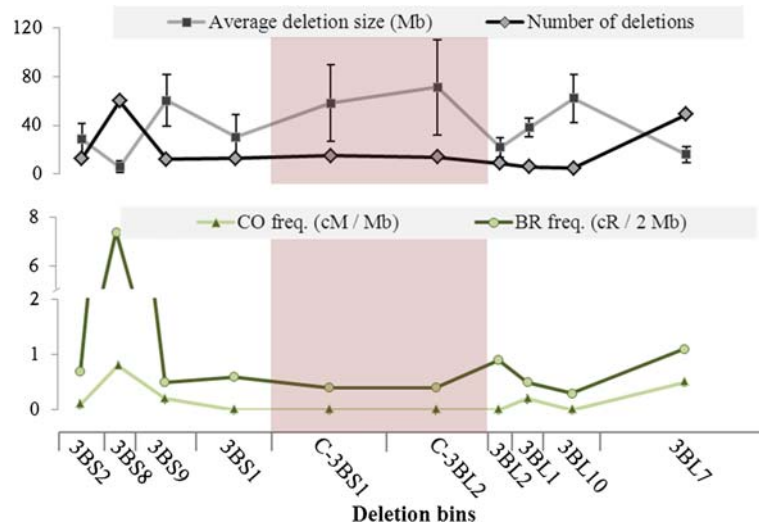 Average deletion size (Mb) Number of deletions
120
80
40
0
CO freq. (cM / Mb) BR freq. (cR / 2 Mb)
8
6
2
1
0
3BS2 3BS8 3BS9 3BS1 C-3BS1 C-3BL2 3BL2 3BL1 3BL10 3BL7
Deletion bins